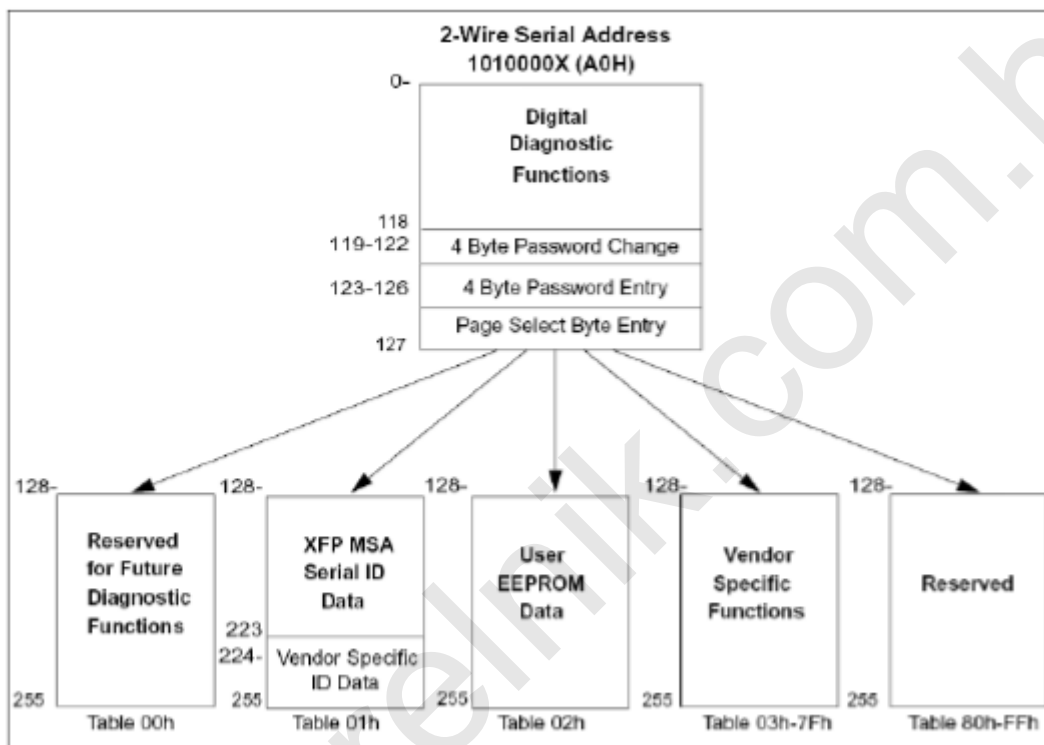 2-Wire Serial Address
1010000X (A0H)
0-
Digital
Diagnostic
Functions
118
119-122
4 Byte Password Change
123-126
4 Byte Password Entry
Page Select Byte Entry
127
128-
128-
128-
128-
128-
Reserved
for Future
Diagnostic
Functions
XFP MSA
Serial ID
Data
User
EEPROM
Data
Vendor
Specific
Functions
Reserved
223
224-
Vendor Specific
ID Data
255
255
255
255
255
Table 00h
Table 01h
Table 02h
Table 03h-7Fh
Table 80h-FFh
relnik.com.h